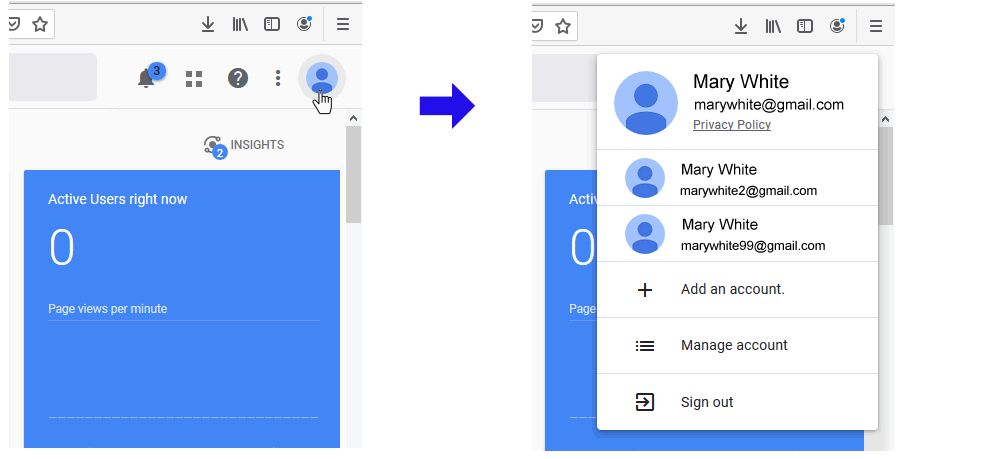 3
2
INSIGHTS
Active Users right now
0
Page views per minute
Mary White
marywhite@gmail.com
Privacy Policy
Mary White
marywhite2@gmail.com
Mary White
marywhite99@gmail.com
Add an account.
Manage account
Sign out
Activ
0
Page